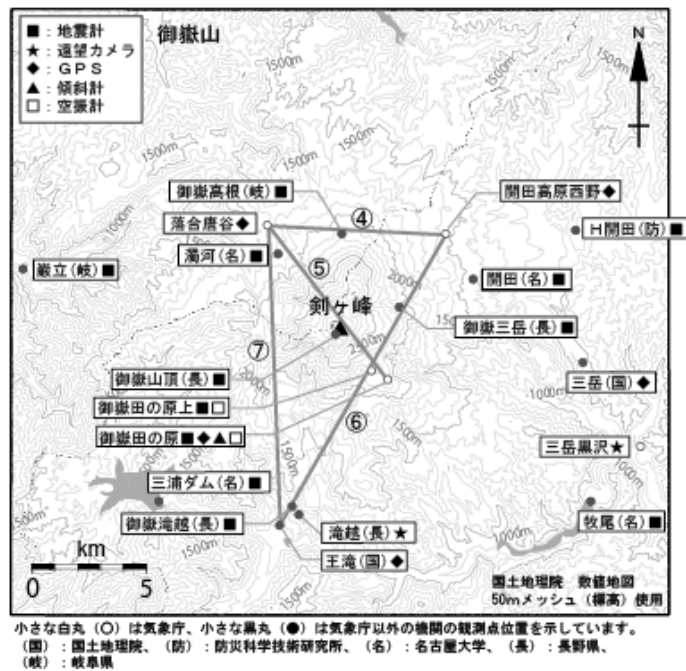 御嶽山
■：地震計
★：遠望カメラ
◆：ＧＰＳ
▲：傾斜計
□：空振計
N
1500m
1500m
1500m
1500m
1000m
御嶽高根(岐)■
④
開田高原西野◆
落合唐谷◆
H開田(防)■
濁河(名)■
⑤
巌立(岐)■
2000m
開田(名)■
剣ヶ峰
御嶽三岳(長)■
⑦
2500m
御嶽山頂(長)■
2000m
三岳(国)◆
1000m
御嶽田の原上■□
⑥
御嶽田の原■◆▲□
1500m
三岳黒沢★
1500m
1000m
三浦ダム(名)■
御嶽滝越(長)■
滝越(長)★
牧尾(名)■
1000m
王滝(国)◆
km
0 5
1500m
国土地理院 数値地図
50mメッシュ（標高）使用
小さな白丸（○）は気象庁、小さな黒丸（●）は気象庁以外の機関の観測点位置を示しています。
（国）：国土地理院、（防）：防災科学技術研究所、（名）：名古屋大学、（長）：長野県、
（岐）：岐阜県